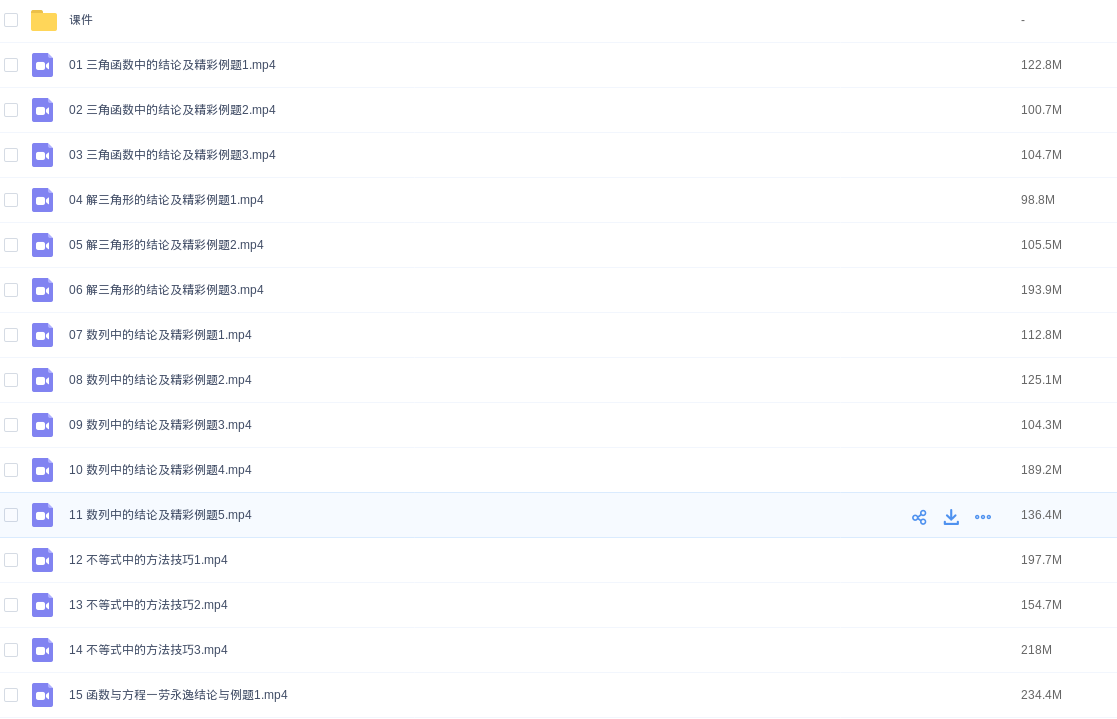 课件 -
01 三角函数中的结论及精彩例题1.mp4 122.8M
02 三角函数中的结论及精彩例题2.mp4 100.7M
03 三角函数中的结论及精彩例题3.mp4 104.7M
04 解三角形的结论及精彩例题1.mp4 98.8M
05 解三角形的结论及精彩例题2.mp4 105.5M
06 解三角形的结论及精彩例题3.mp4 193.9M
07 数列中的结论及精彩例题1.mp4 112.8M
08 数列中的结论及精彩例题2.mp4 125.1M
09 数列中的结论及精彩例题3.mp4 104.3M
10 数列中的结论及精彩例题4.mp4 189.2M
11 数列中的结论及精彩例题5.mp4 136.4M
12 不等式中的方法技巧1.mp4 197.7M
13 不等式中的方法技巧2.mp4 154.7M
14 不等式中的方法技巧3.mp4 218M
15 函数与方程一劳永逸结论与例题1.mp4 234.4M